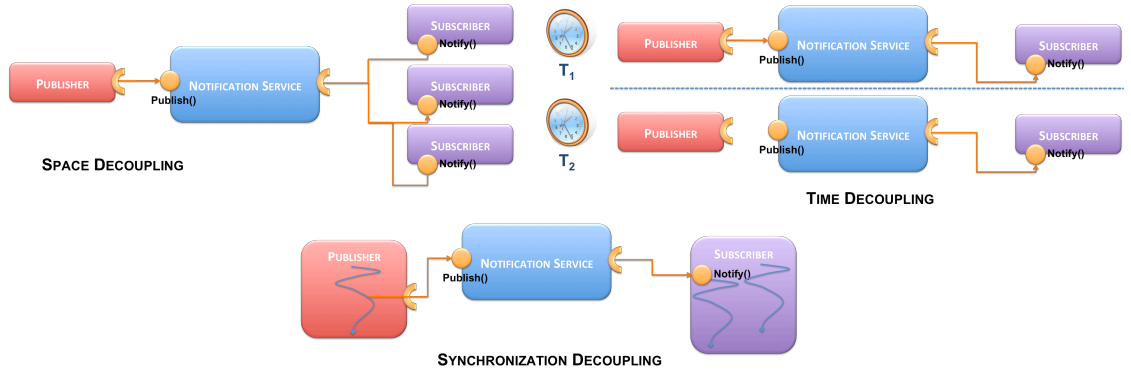 SUBSCRIBER
Notify()
PUBLISHER
Publish()
NOTIFICATION SERVICE
SUBSCRIBER
Notify()
SUBSCRIBER
Notify()
SPACE DECOUPLING
T1
PUBLISHER
Publish()
NOTIFICATION SERVICE
SUBSCRIBER
Notify()
T2
PUBLISHER
Publish()
NOTIFICATION SERVICE
SUBSCRIBER
Notify()
TIME DECOUPLING
PUBLISHER
Publish()
NOTIFICATION SERVICE
SUBSCRIBER
Notify()
SYNCHRONIZATION DECOUPLING